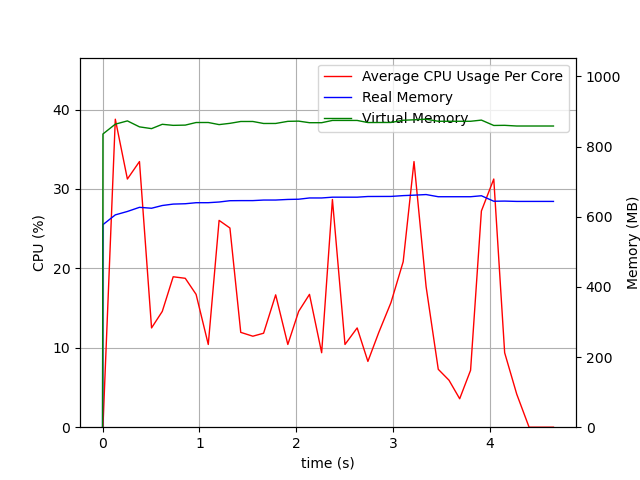 Average CPU Usage Per Core
Real Memory
Virtual Memory
CPU (%)
40
30
20
10
0
Memory (MB)
1000
800
600
400
200
0
0 1 2 3 4
time (s)